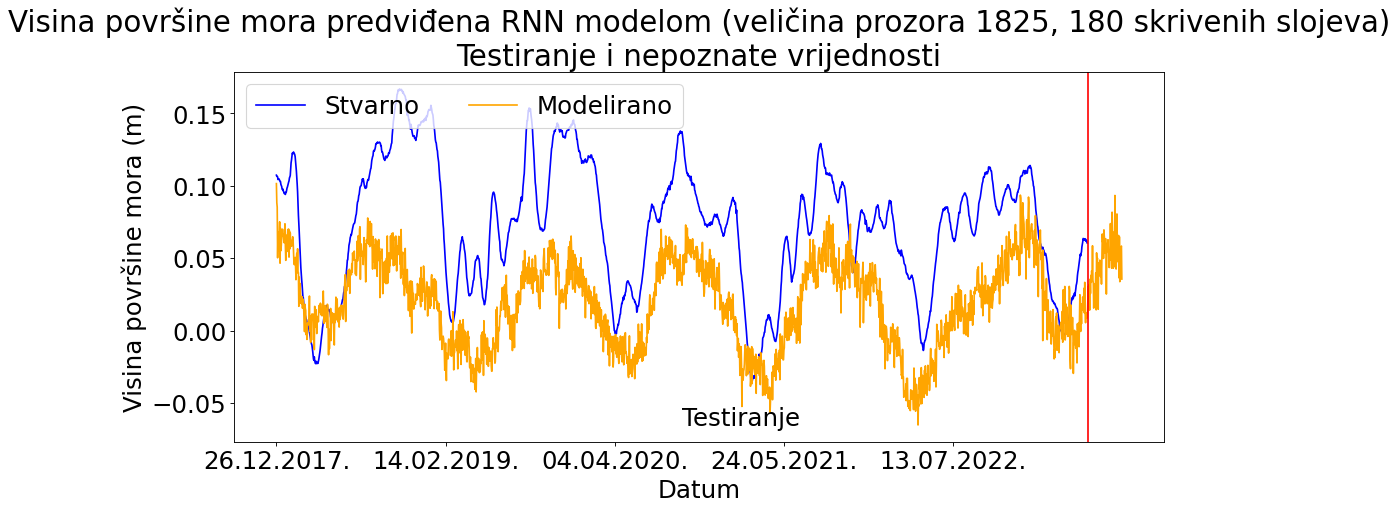 Visina površine mora predviđena RNN modelom (veličina prozora 1825, 180 skrivenih slojeva)
Testiranje i nepoznate vrijednosti
Stvarno Modelirano
Visina površine mora (m)
0.15
0.10
0.05
0.00
−0.05
Testiranje
26.12.2017. 14.02.2019. 04.04.2020. 24.05.2021. 13.07.2022.
Datum